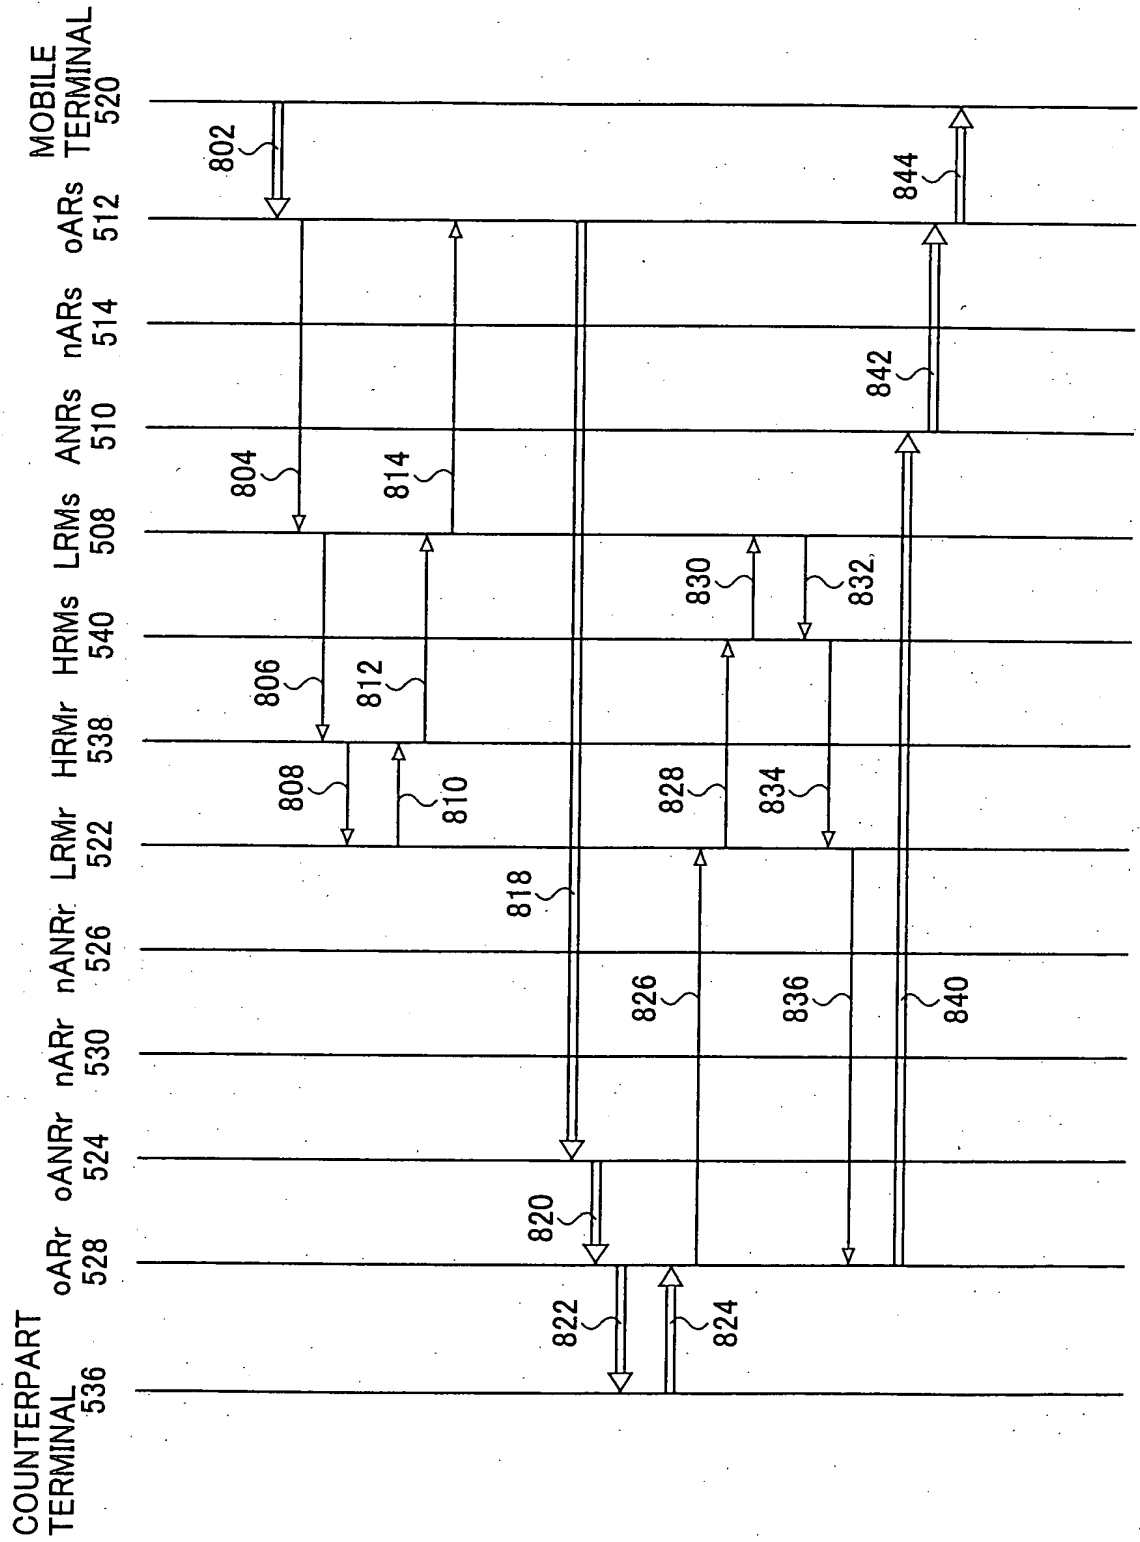 COUNTERPART
TERMINAL
536
oARr
528
oANRr
524
nARr
530
nANRr
526
LRMr
522
HRMr
538
HRMs
540
LRMs
508
ANRs
510
nARs
514
oARs
512
MOBILE
TERMINAL
520
802
804
806
808
810
812
814
818
820
822
824
826
828
830
832
834
836
840
842
844